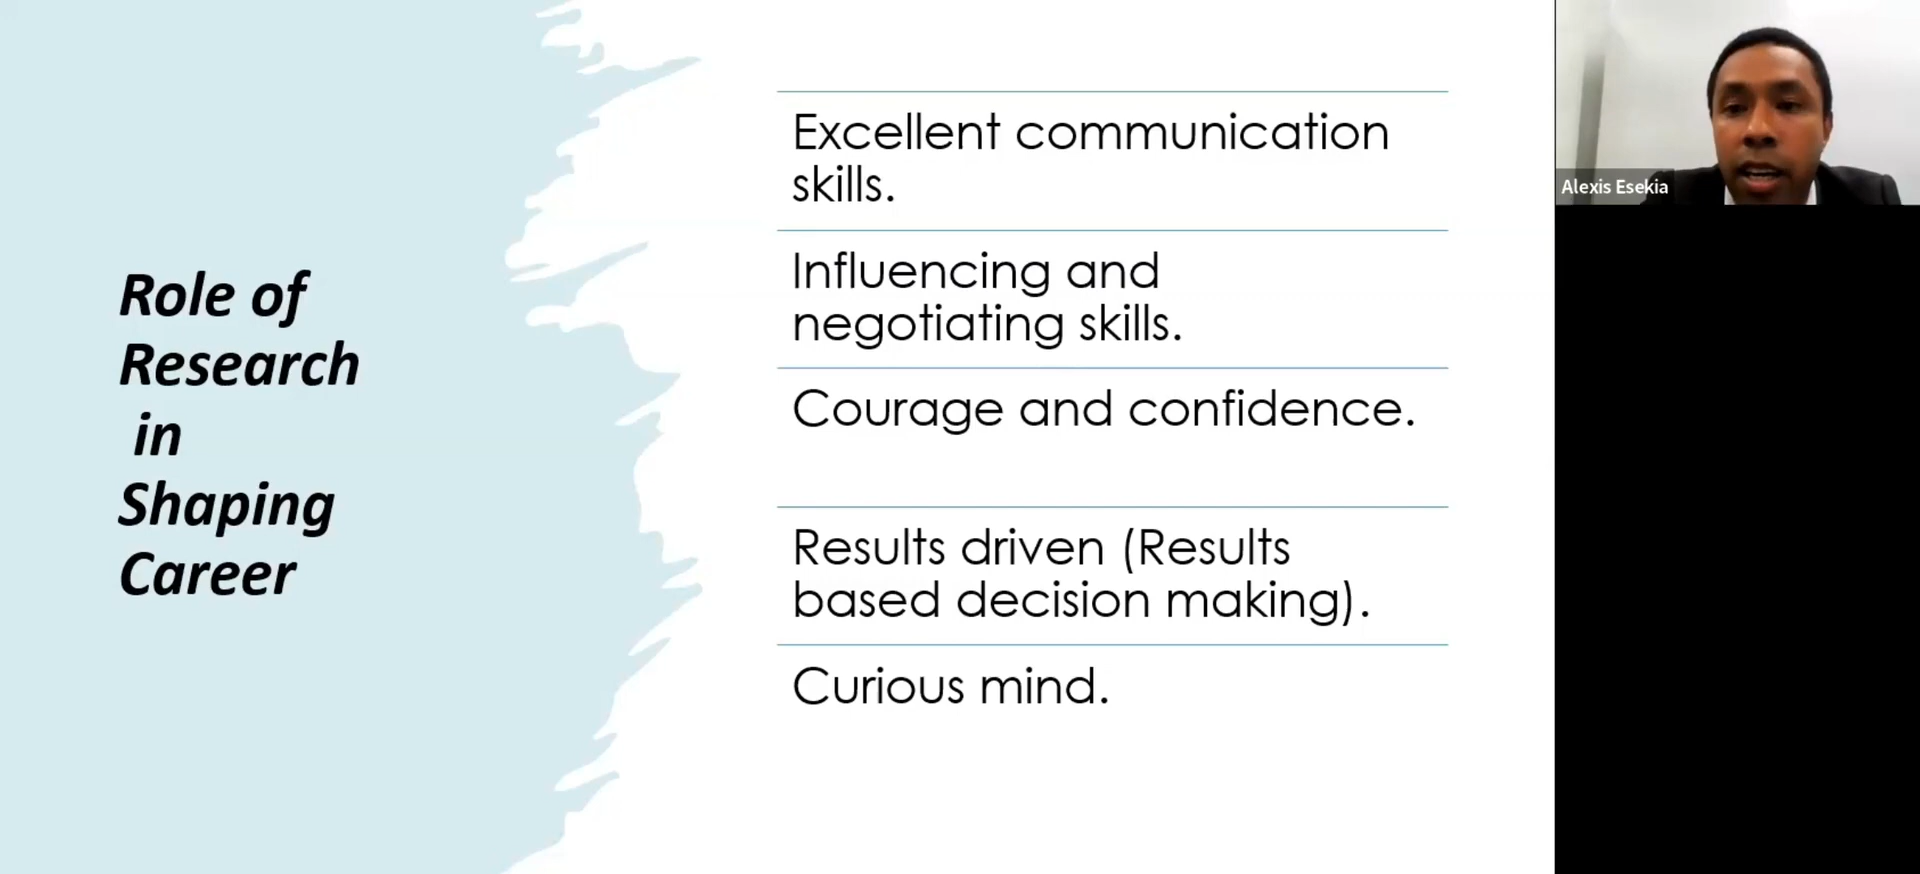 Role of
Research
in
Shaping
Career
Excellent communication
skills.
Influencing and
negotiating skills.
Courage and confidence.
Results driven (Results
based decision making).
Curious mind.
Alexis Esekia